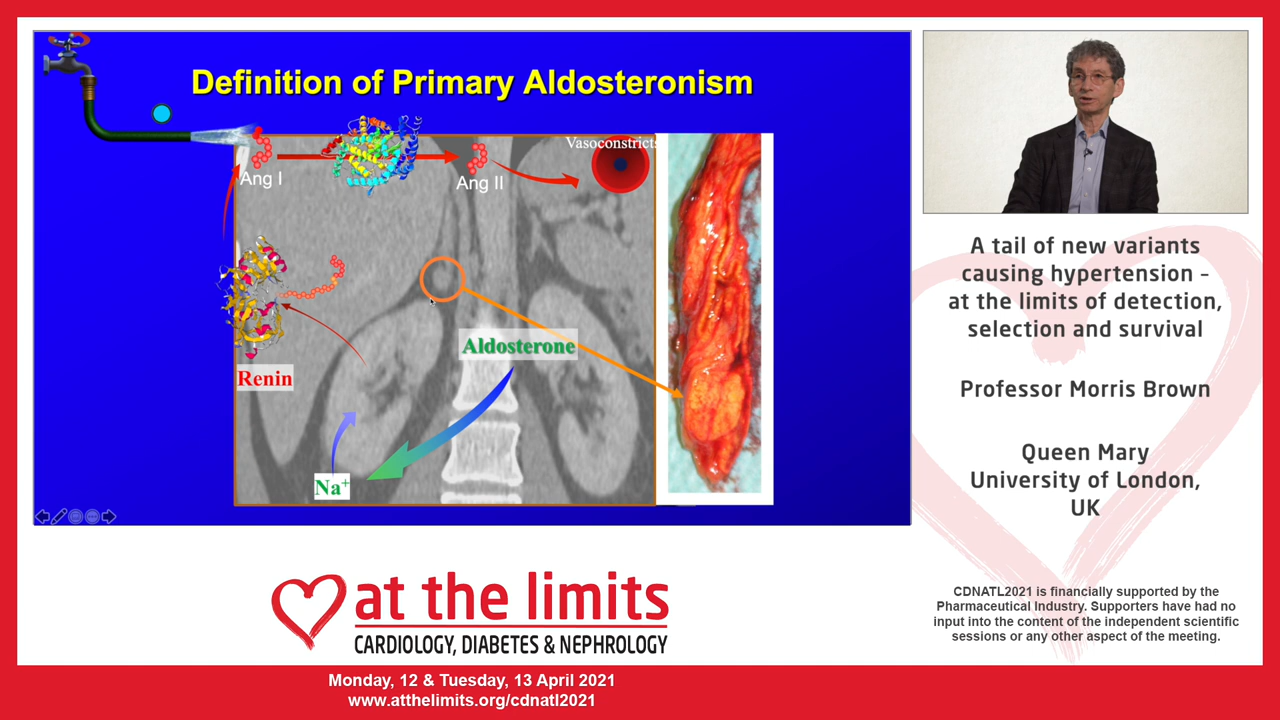 Definition of Primary Aldosteronism
Vasoconstricts
Ang I
Ang II
Renin
Aldosterone
Na+
A tail of new variants
causing hypertension –
at the limits of detection,
selection and survival
Professor Morris Brown
Queen Mary
University of London,
UK
at the limits
CARDIOLOGY, DIABETES & NEPHROLOGY
CDNATL2021 is financially supported by the
Pharmaceutical Industry. Supporters have had no
input into the content of the independent scientific
sessions or any other aspect of the meeting.
Monday, 12 & Tuesday, 13 April 2021
www.atthelimits.org/cdnatl2021